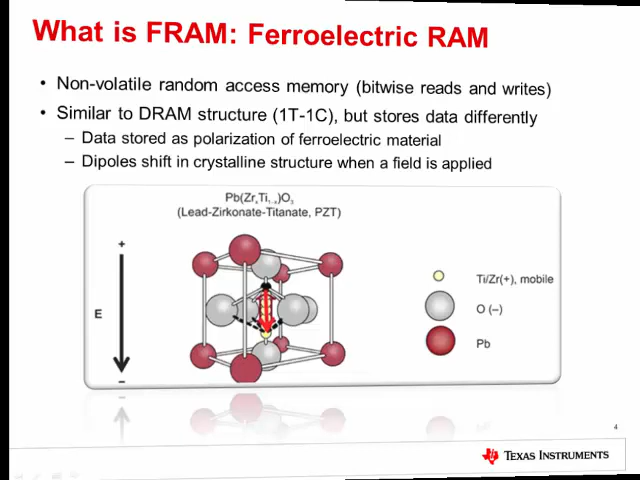 What is FRAM: Ferroelectric RAM
• Non-volatile random access memory (bitwise reads and writes)
• Similar to DRAM structure (1T-1C), but stores data differently
– Data stored as polarization of ferroelectric material
– Dipoles shift in crystalline structure when a field is applied
Pb(ZrₓTi₁₋ₓ)O₃
(Lead-Zirkonate-Titanate, PZT)
+
Ti/Zr(+), mobile
E
O (–)
Pb
–
4
TEXAS INSTRUMENTS